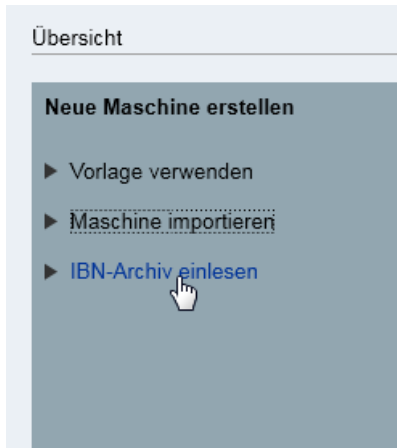 Übersicht
Neue Maschine erstellen
Vorlage verwenden
Maschine importieren
IBN-Archiv einlesen